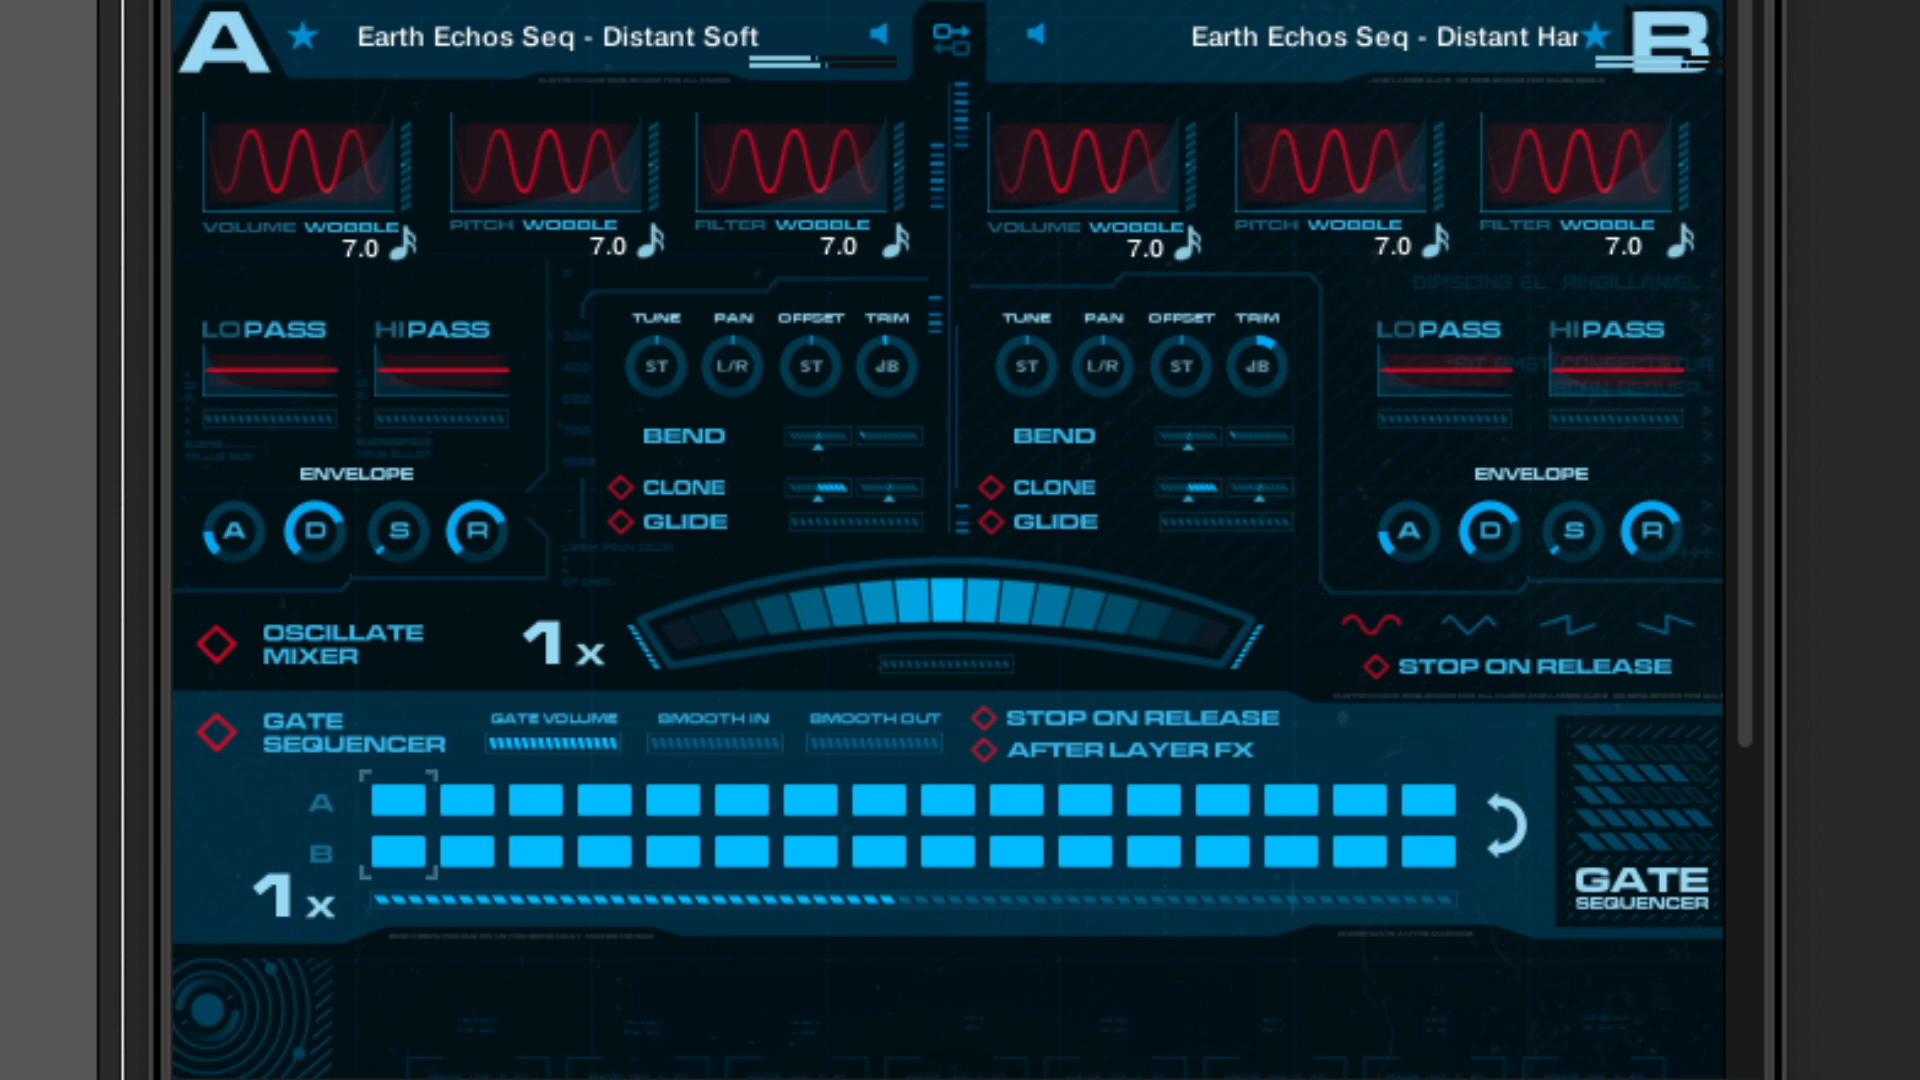 A
Earth Echos Seq - Distant Soft
Earth Echos Seq - Distant Har
B
VOLUME WOBBLE
7.0
PITCH WOBBLE
7.0
FILTER WOBBLE
7.0
VOLUME WOBBLE
7.0
PITCH WOBBLE
7.0
FILTER WOBBLE
7.0
LOPASS
HIPASS
ENVELOPE
A D S R
TUNE PAN OFFSET TRIM
ST L/R ST dB
BEND
CLONE
GLIDE
TUNE PAN OFFSET TRIM
ST L/R ST dB
BEND
CLONE
GLIDE
LOPASS
HIPASS
ENVELOPE
A D S R
OSCILLATE
MIXER
1x
STOP ON RELEASE
GATE
SEQUENCER
GATE VOLUME
SMOOTH IN
SMOOTH OUT
STOP ON RELEASE
AFTER LAYER FX
A
B
1x
GATE
SEQUENCER